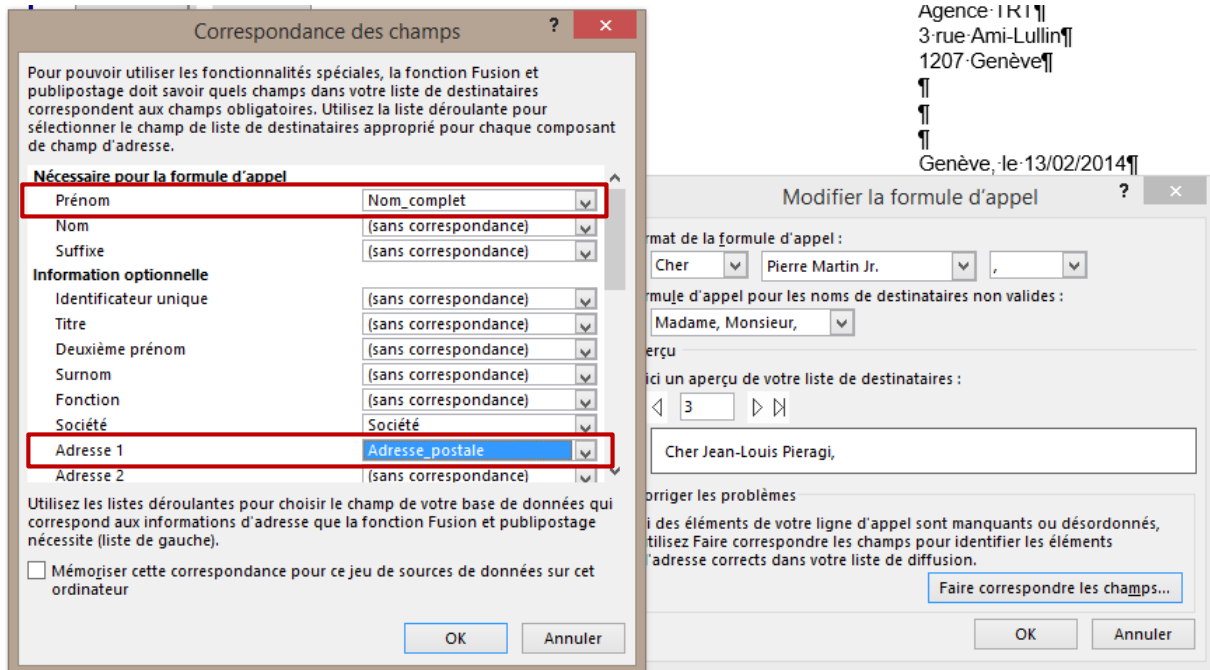 Correspondance des champs
?
×
Pour pouvoir utiliser les fonctionnalités spéciales, la fonction Fusion et
publipostage doit savoir quels champs dans votre liste de destinataires
correspondent aux champs obligatoires. Utilisez la liste déroulante pour
sélectionner le champ de liste de destinataires approprié pour chaque composant
de champ d'adresse.
Nécessaire pour la formule d'appel
Prénom Nom_complet
Nom (sans correspondance)
Suffixe (sans correspondance)
Information optionnelle
Identificateur unique (sans correspondance)
Titre (sans correspondance)
Deuxième prénom (sans correspondance)
Surnom (sans correspondance)
Fonction (sans correspondance)
Société Société
Adresse 1 Adresse_postale
Adresse 2 (sans correspondance)
Utilisez les listes déroulantes pour choisir le champ de votre base de données qui
correspond aux informations d'adresse que la fonction Fusion et publipostage
nécessite (liste de gauche).
Mémoriser cette correspondance pour ce jeu de sources de données sur cet
ordinateur
OK Annuler
Agence·TRT¶
3·rue·Ami-Lullin¶
1207·Genève¶
¶
¶
¶
Genève,·le·13/02/2014¶
Modifier la formule d'appel
?
×
rmat de la formule d'appel :
Cher Pierre Martin Jr. ,
rmule d'appel pour les noms de destinataires non valides :
Madame, Monsieur,
erçu
ici un aperçu de votre liste de destinataires :
3
Cher Jean-Louis Pieragi,
orriger les problèmes
i des éléments de votre ligne d'appel sont manquants ou désordonnés,
tilisez Faire correspondre les champs pour identifier les éléments
'adresse corrects dans votre liste de diffusion.
Faire correspondre les champs...
OK Annuler